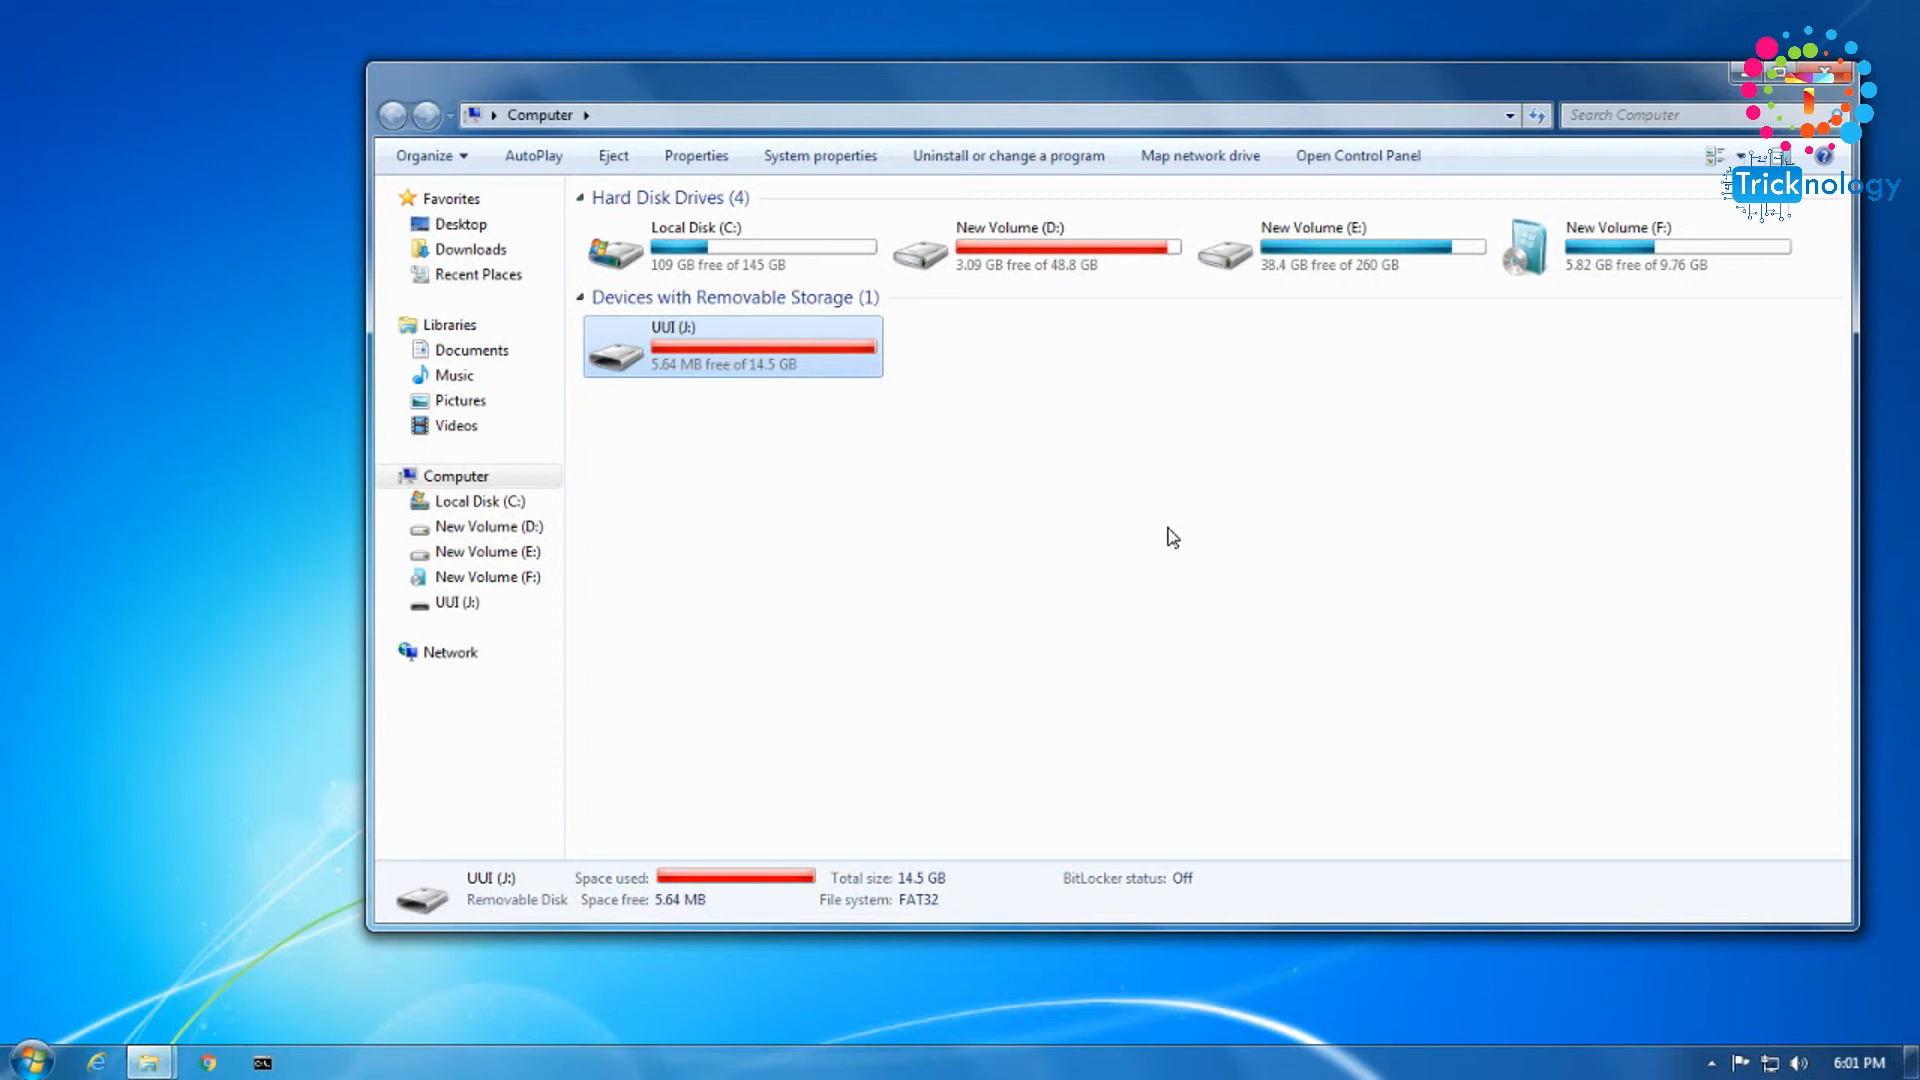 Computer
Search Computer
Organize AutoPlay Eject Properties System properties Uninstall or change a program Map network drive Open Control Panel
Tricknology
Favorites
Desktop
Downloads
Recent Places
Libraries
Documents
Music
Pictures
Videos
Computer
Local Disk (C:)
New Volume (D:)
New Volume (E:)
New Volume (F:)
UUI (J:)
Network
Hard Disk Drives (4)
Local Disk (C:)
109 GB free of 145 GB
New Volume (D:)
3.09 GB free of 48.8 GB
New Volume (E:)
38.4 GB free of 260 GB
New Volume (F:)
5.82 GB free of 9.76 GB
Devices with Removable Storage (1)
UUI (J:)
5.64 MB free of 14.5 GB
UUI (J:) Space used: Total size: 14.5 GB BitLocker status: Off
Removable Disk Space free: 5.64 MB File system: FAT32
6:01 PM